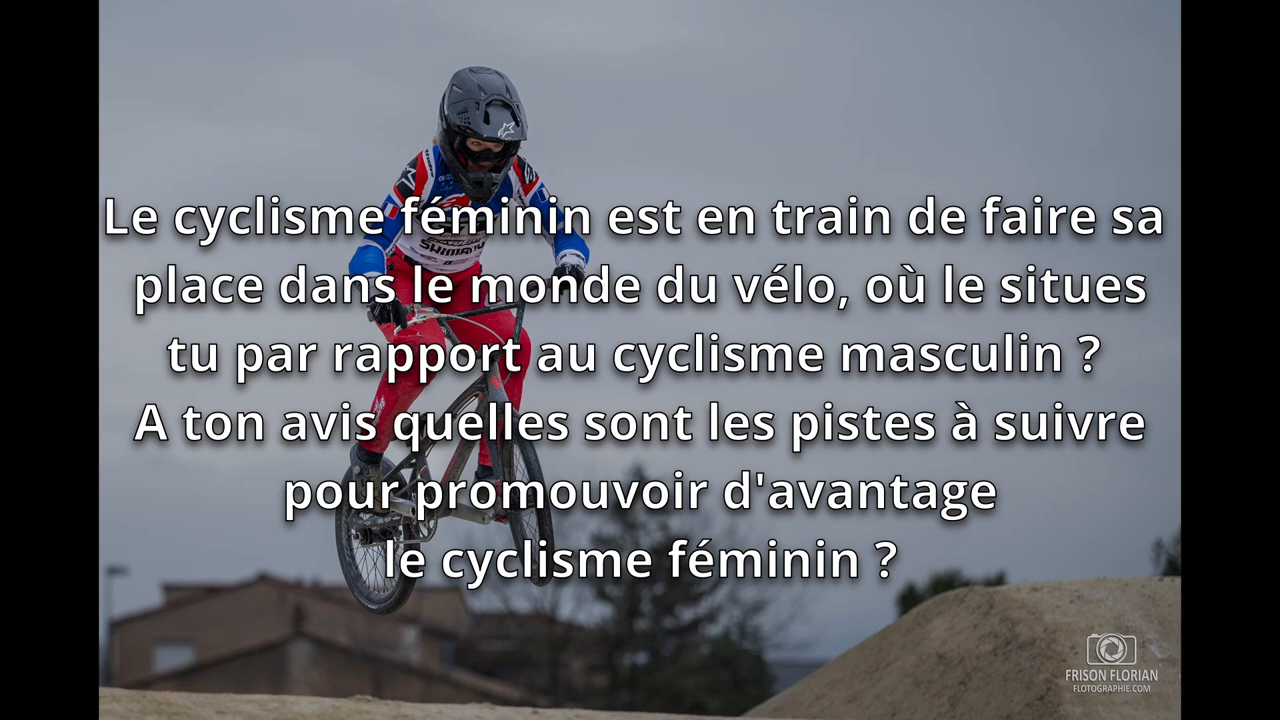 Le cyclisme féminin est en train de faire sa
place dans le monde du vélo, où le situes
tu par rapport au cyclisme masculin ?
A ton avis quelles sont les pistes à suivre
pour promouvoir d'avantage
le cyclisme féminin ?
SHIMANO
FRISON FLORIAN
FLOTOGRAPHIE.COM